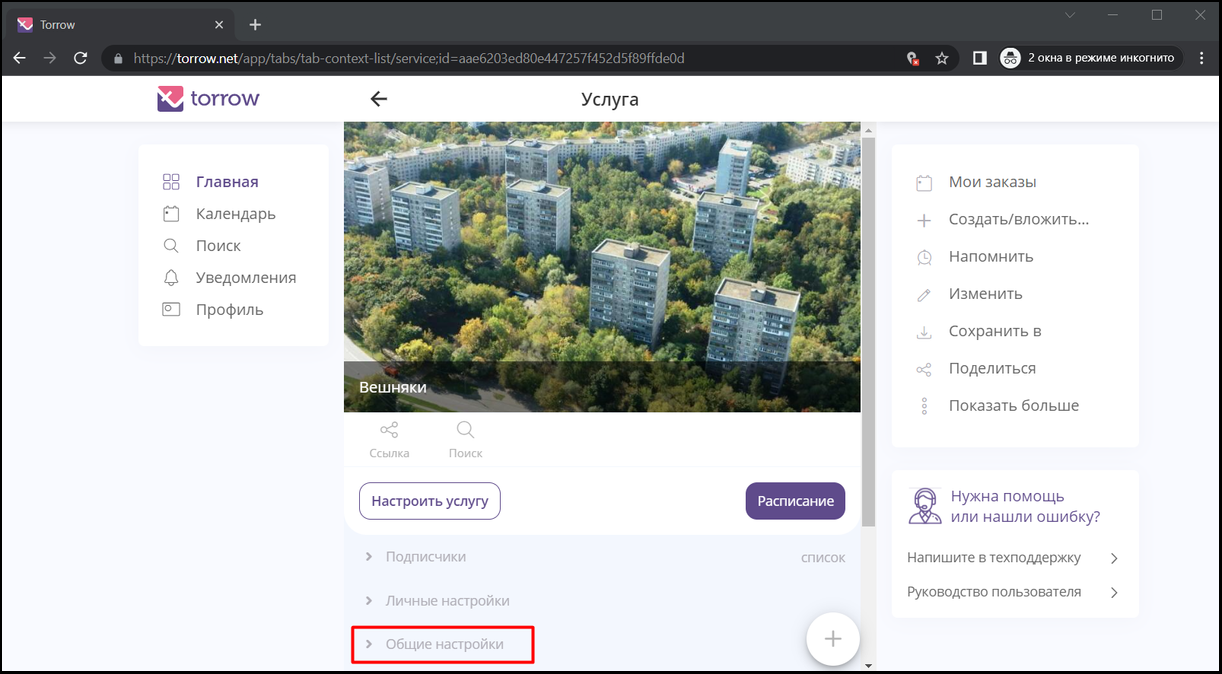 Torrow
https://torrow.net/app/tabs/tab-context-list/service;id=aae6203ed80e447257f452d5f89ffde0d
2 окна в режиме инкогнито
torrow
Услуга
Главная
Календарь
Поиск
Уведомления
Профиль
Вешняки
Ссылка
Поиск
Настроить услугу
Расписание
Подписчики
список
Личные настройки
Общие настройки
Мои заказы
Создать/вложить...
Напомнить
Изменить
Сохранить в
Поделиться
Показать больше
Нужна помощь
или нашли ошибку?
Напишите в техподдержку
Руководство пользователя